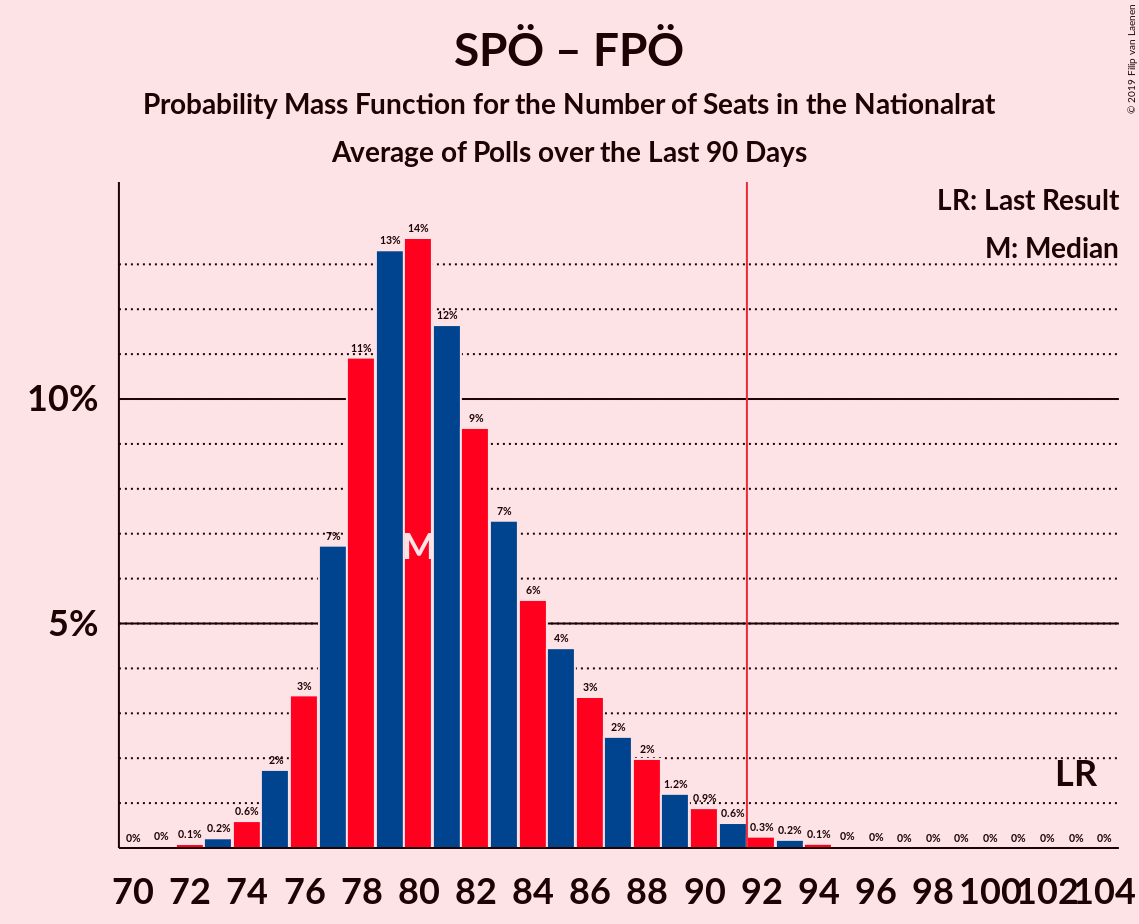 SPÖ – FPÖ
Probability Mass Function for the Number of Seats in the Nationalrat
Average of Polls over the Last 90 Days
© 2019 Filip van Laenen
LR: Last Result
M: Median
10%
5%
0% 0% 0.1% 0.2% 0.6% 2% 3% 7% 11% 13% 14% 12% 9% 7% 6% 4% 3% 2% 2% 1.2% 0.9% 0.6% 0.3% 0.2% 0.1% 0% 0% 0% 0% 0% 0% 0% 0% 0% 0%
M
LR
70 72 74 76 78 80 82 84 86 88 90 92 94 96 98 100 102 104